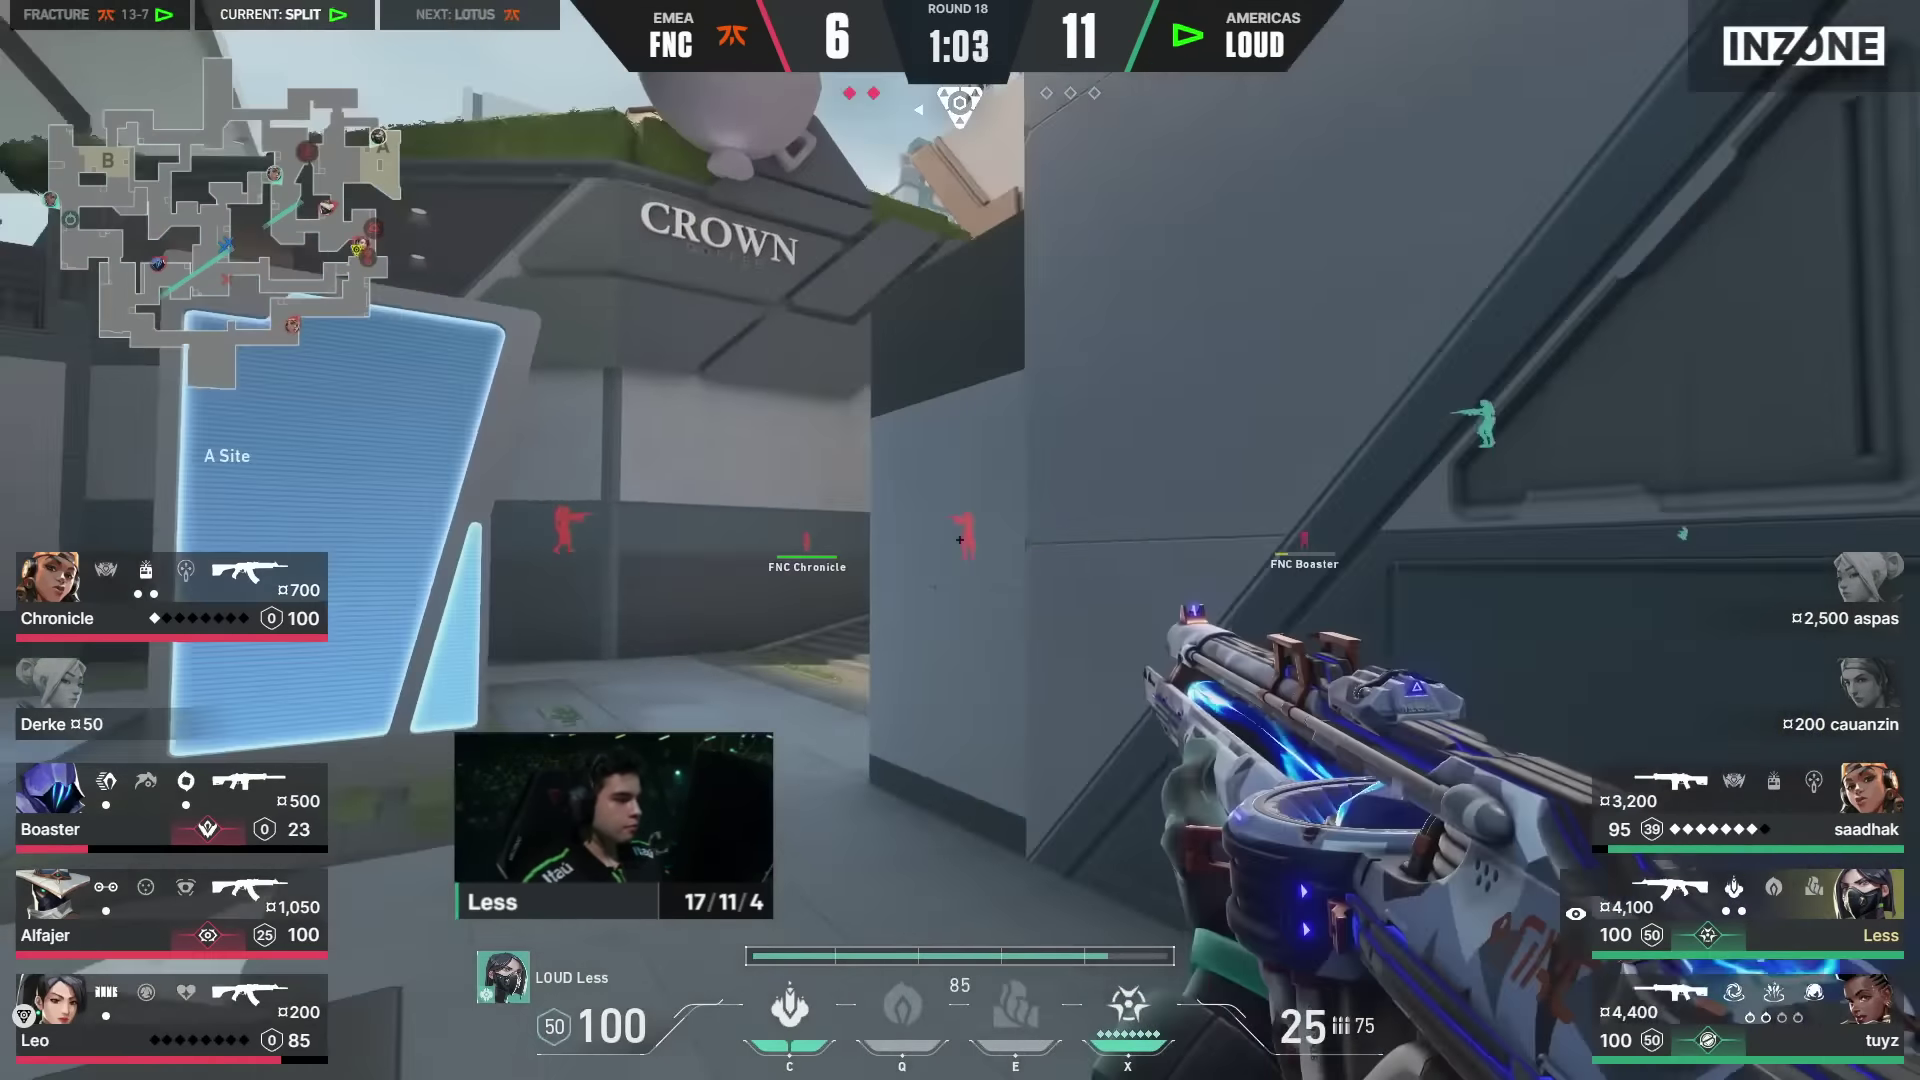 FRACTURE 13-7
CURRENT: SPLIT
NEXT: LOTUS
EMEA
FNC
6
ROUND 18
1:03
11
AMERICAS
LOUD
INZONE
B
A
CROWN
A Site
FNC Chronicle
FNC Boaster
700
Chronicle
0 100
Derke ¤50
¤500
Boaster
0 23
¤1,050
Alfajer
25 100
¤200
Leo
0 85
¤2,500 aspas
¤200 cauanzin
¤3,200
95 39
saadhak
¤4,100
100 50
Less
¤4,400
100 50
tuyz
Itaú
Less
17/11/4
LOUD Less
50 100
85
C
Q
E
X
25 75